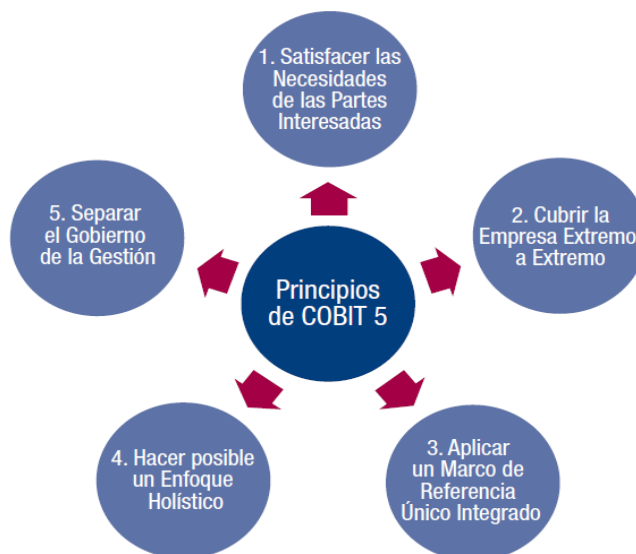 1. Satisfacer las
Necesidades
de las Partes
Interesadas
5. Separar
el Gobierno
de la Gestión
2. Cubrir la
Empresa Extremo
a Extremo
Principios
de COBIT 5
4. Hacer posible
un Enfoque
Holístico
3. Aplicar
un Marco de
Referencia
Único Integrado